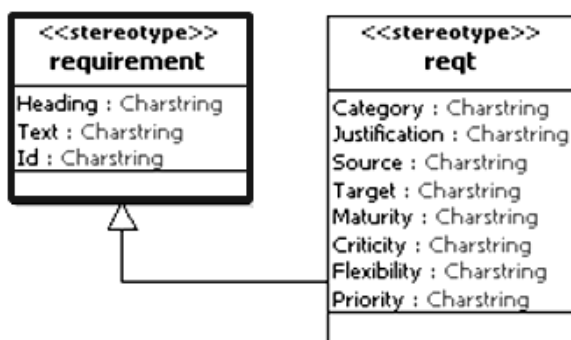 <<stereotype>>
requirement
Heading : Charstring
Text : Charstring
Id : Charstring
<<stereotype>>
reqt
Category : Charstring
Justification : Charstring
Source : Charstring
Target : Charstring
Maturity : Charstring
Criticity : Charstring
Flexibility : Charstring
Priority : Charstring